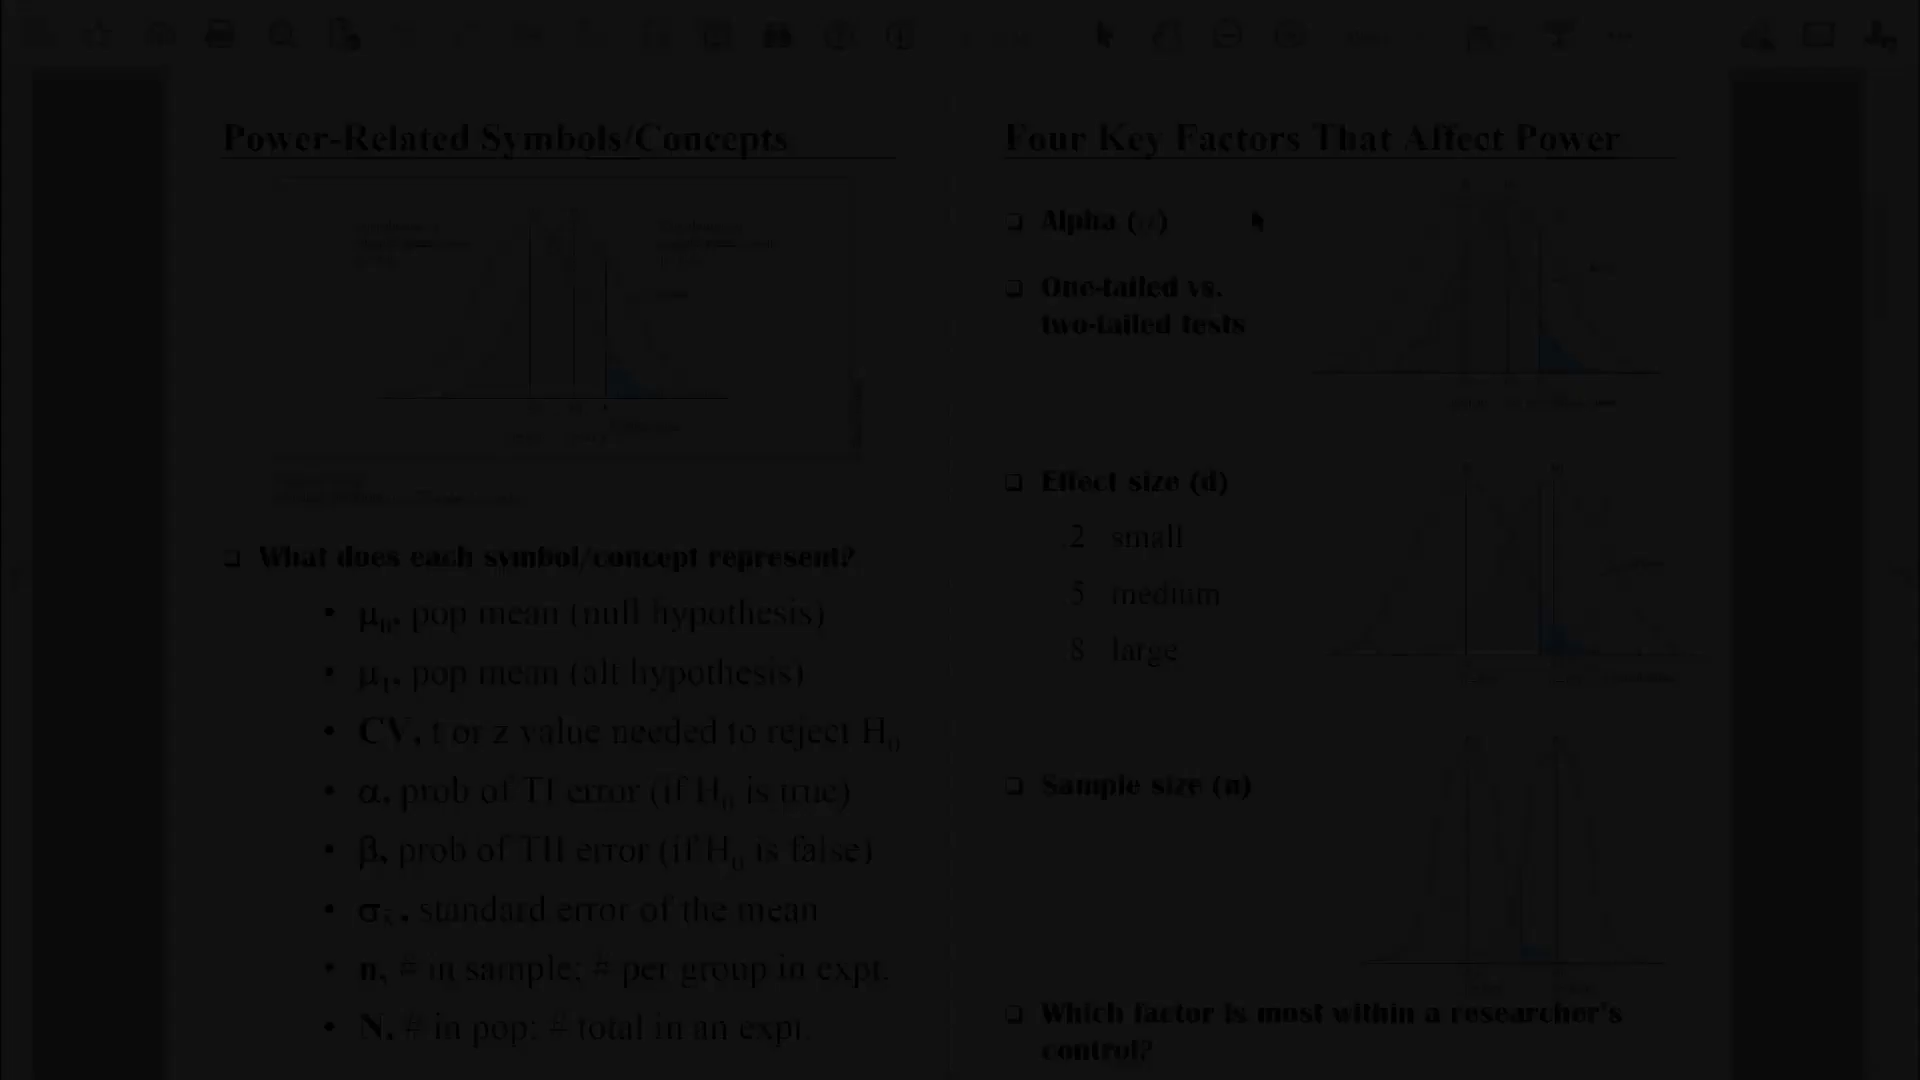 Power-Related Symbols/Concepts
❑ What does each symbol/concept represent?
• μ₀, pop mean (null hypothesis)
• μ₁, pop mean (alt hypothesis)
• CV, t or z value needed to reject H₀
• α, prob of TI error (if H₀ is true)
• β, prob of TII error (if H₀ is false)
• σx̄, standard error of the mean
• n, # in sample; # per group in expt.
• N, # in pop; # total in an expt.
Four Key Factors That Affect Power
❑ Alpha (α)
❑ One-tailed vs.
two-tailed tests
❑ Effect size (d)
.2 small
.5 medium
.8 large
❑ Sample size (n)
❑ Which factor is most within a researcher's
control?